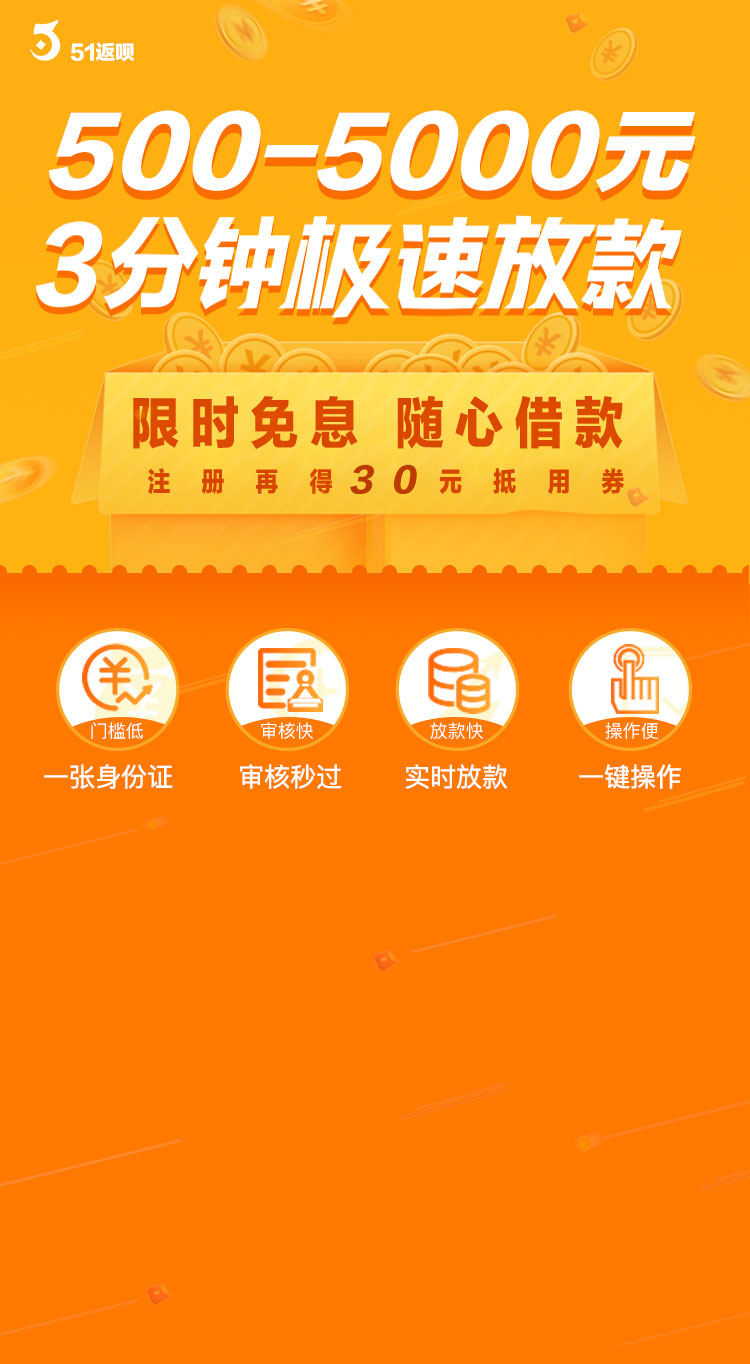 51返呗
500-5000元
3分钟极速放款
限时免息 随心借款
注册再得30元抵用券
门槛低 审核快 放款快 操作便
一张身份证 审核秒过 实时放款 一键操作